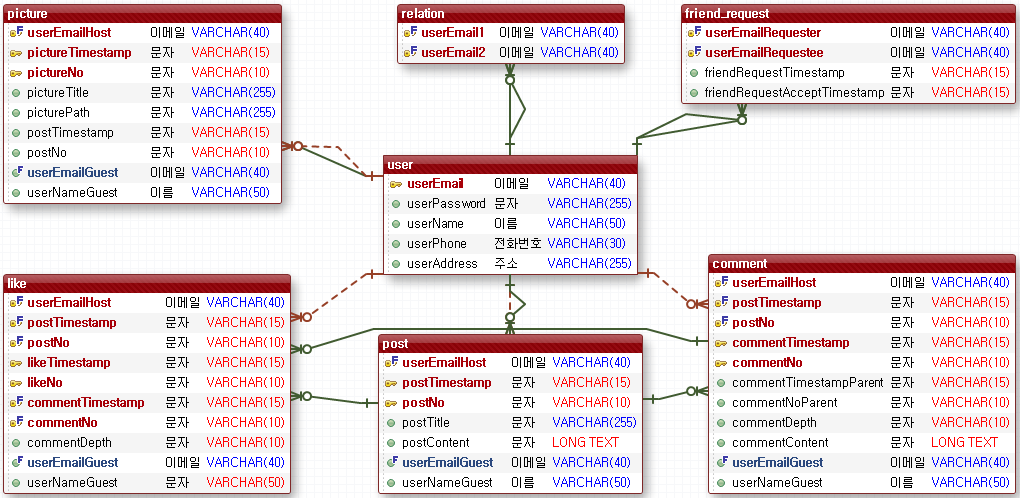 picture
userEmailHost 이메일 VARCHAR(40)
pictureTimestamp 문자 VARCHAR(15)
pictureNo 문자 VARCHAR(10)
pictureTitle 문자 VARCHAR(255)
picturePath 문자 VARCHAR(255)
postTimestamp 문자 VARCHAR(15)
postNo 문자 VARCHAR(10)
userEmailGuest 이메일 VARCHAR(40)
userNameGuest 이름 VARCHAR(50)
relation
userEmail1 이메일 VARCHAR(40)
userEmail2 이메일 VARCHAR(40)
friend_request
userEmailRequester 이메일 VARCHAR(40)
userEmailRequestee 이메일 VARCHAR(40)
friendRequestTimestamp 문자 VARCHAR(15)
friendRequestAcceptTimestamp 문자 VARCHAR(15)
user
userEmail 이메일 VARCHAR(40)
userPassword 문자 VARCHAR(255)
userName 이름 VARCHAR(50)
userPhone 전화번호 VARCHAR(30)
userAddress 주소 VARCHAR(255)
like
userEmailHost 이메일 VARCHAR(40)
postTimestamp 문자 VARCHAR(15)
postNo 문자 VARCHAR(10)
likeTimestamp 문자 VARCHAR(15)
likeNo 문자 VARCHAR(10)
commentTimestamp 문자 VARCHAR(15)
commentNo 문자 VARCHAR(10)
commentDepth 문자 VARCHAR(10)
userEmailGuest 이메일 VARCHAR(40)
userNameGuest 문자 VARCHAR(50)
post
userEmailHost 이메일 VARCHAR(40)
postTimestamp 문자 VARCHAR(15)
postNo 문자 VARCHAR(10)
postTitle 문자 VARCHAR(255)
postContent 문자 LONG TEXT
userEmailGuest 이메일 VARCHAR(40)
userNameGuest 이름 VARCHAR(50)
comment
userEmailHost 이메일 VARCHAR(40)
postTimestamp 문자 VARCHAR(15)
postNo 문자 VARCHAR(10)
commentTimestamp 문자 VARCHAR(15)
commentNo 문자 VARCHAR(10)
commentTimestampParent 문자 VARCHAR(15)
commentNoParent 문자 VARCHAR(10)
commentDepth 문자 VARCHAR(10)
commentContent 문자 LONG TEXT
userEmailGuest 이메일 VARCHAR(40)
userNameGuest 이름 VARCHAR(50)